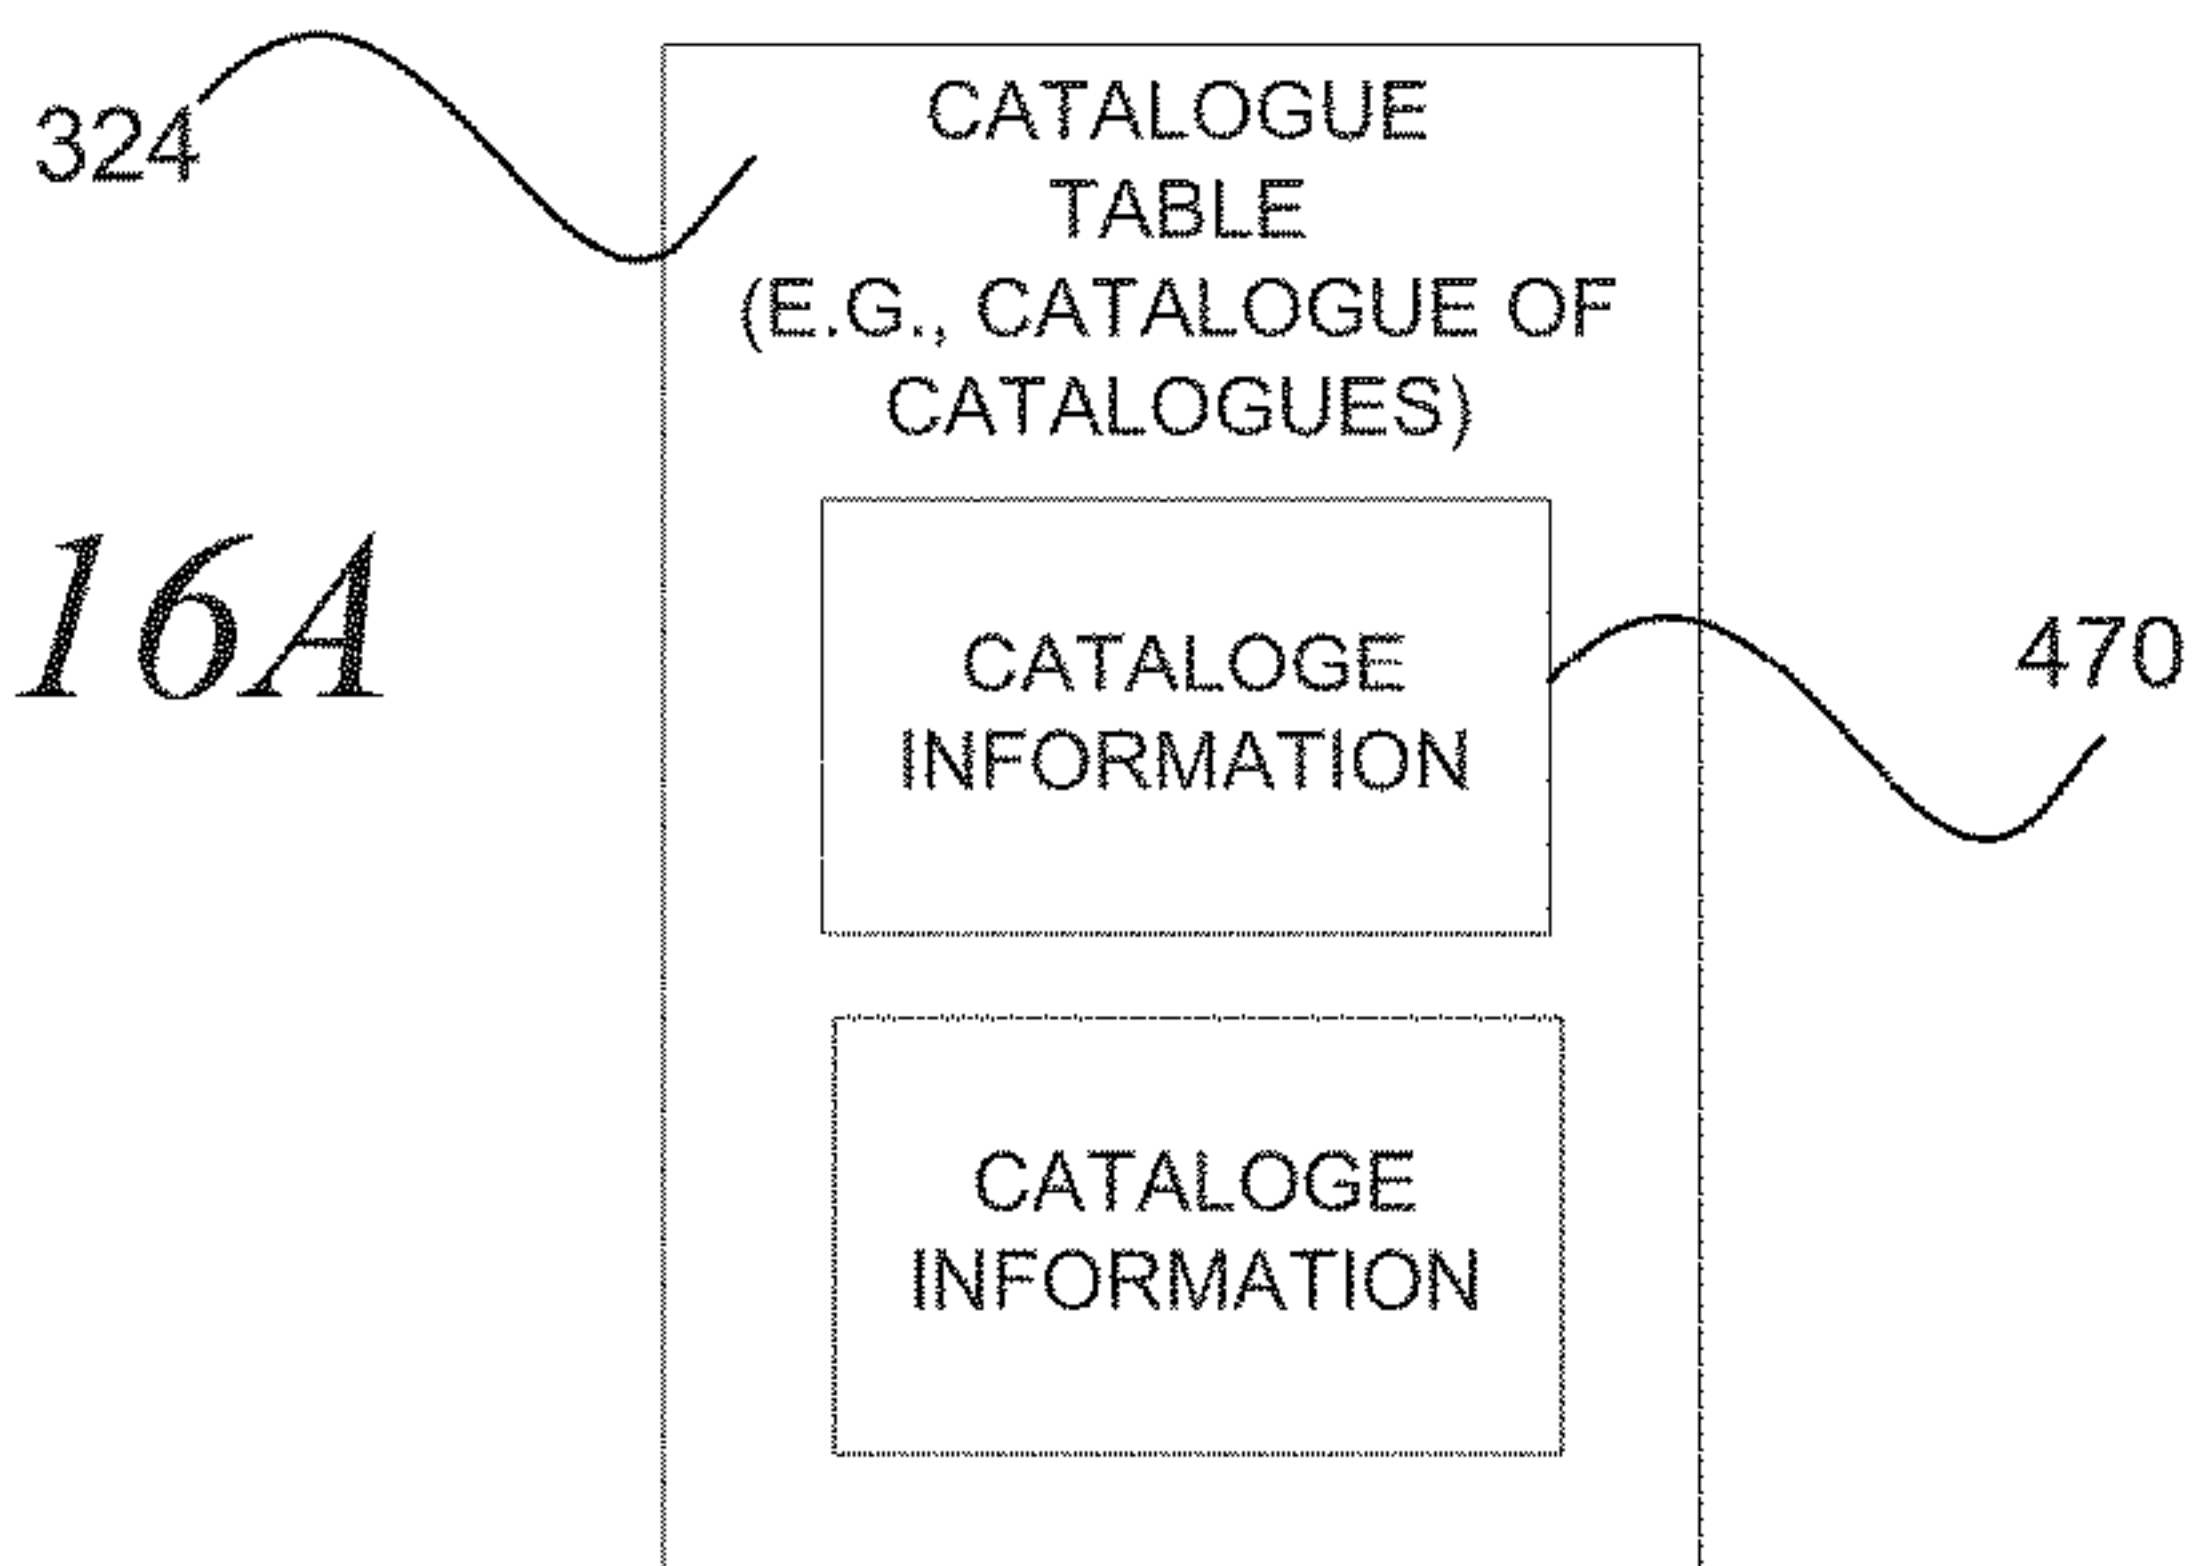 324
CATALOGUE
TABLE
(E.G., CATALOGUE OF
CATALOGUES)
16A
CATALOGE
INFORMATION
470
CATALOGE
INFORMATION